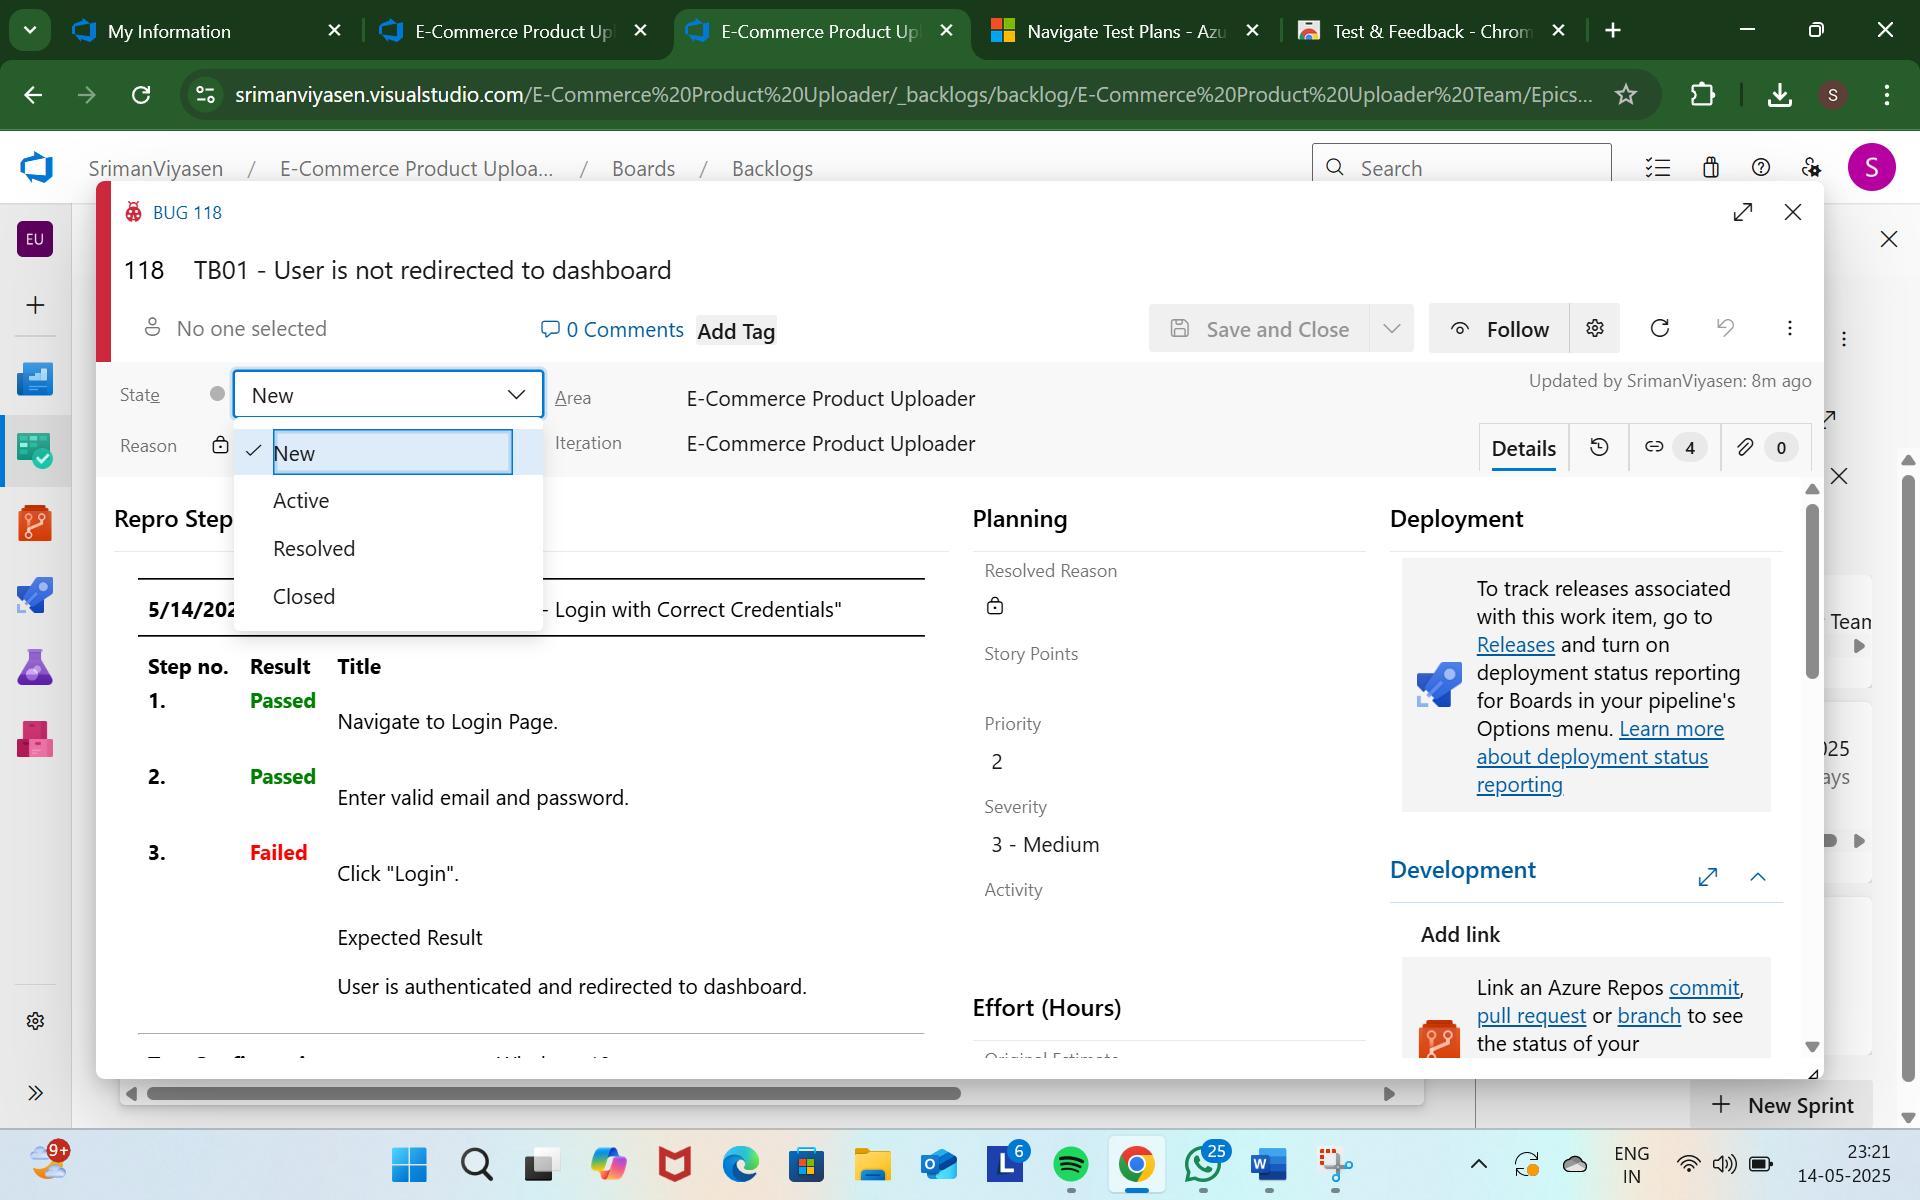 My Information
E-Commerce Product Up
E-Commerce Product Upl
Navigate Test Plans - Azu
Test & Feedback - Chrom
srimanviyasen.visualstudio.com/E-Commerce%20Product%20Uploader/_backlogs/backlog/E-Commerce%20Product%20Uploader%20Team/Epics...
S
SrimanViyasen / E-Commerce Product Uploa... / Boards / Backlogs
Search
S
EU
BUG 118
118 TB01 - User is not redirected to dashboard
No one selected
0 Comments
Add Tag
Save and Close
Follow
State
New
Area
E-Commerce Product Uploader
Updated by SrimanViyasen: 8m ago
Reason
Iteration
E-Commerce Product Uploader
New
Active
Resolved
Closed
Details
4
0
Repro Step
5/14/202
- Login with Correct Credentials"
Step no. Result Title
1. Passed
Navigate to Login Page.
2. Passed
Enter valid email and password.
3. Failed
Click "Login".
Expected Result
User is authenticated and redirected to dashboard.
Planning
Resolved Reason
Story Points
Priority
2
Severity
3 - Medium
Activity
Effort (Hours)
Deployment
To track releases associated
with this work item, go to
Releases and turn on
deployment status reporting
for Boards in your pipeline's
Options menu. Learn more
about deployment status
reporting
Development
Add link
Link an Azure Repos commit,
pull request or branch to see
the status of your
Team
025
ays
New Sprint
9+
6
25
ENG
IN
23:21
14-05-2025